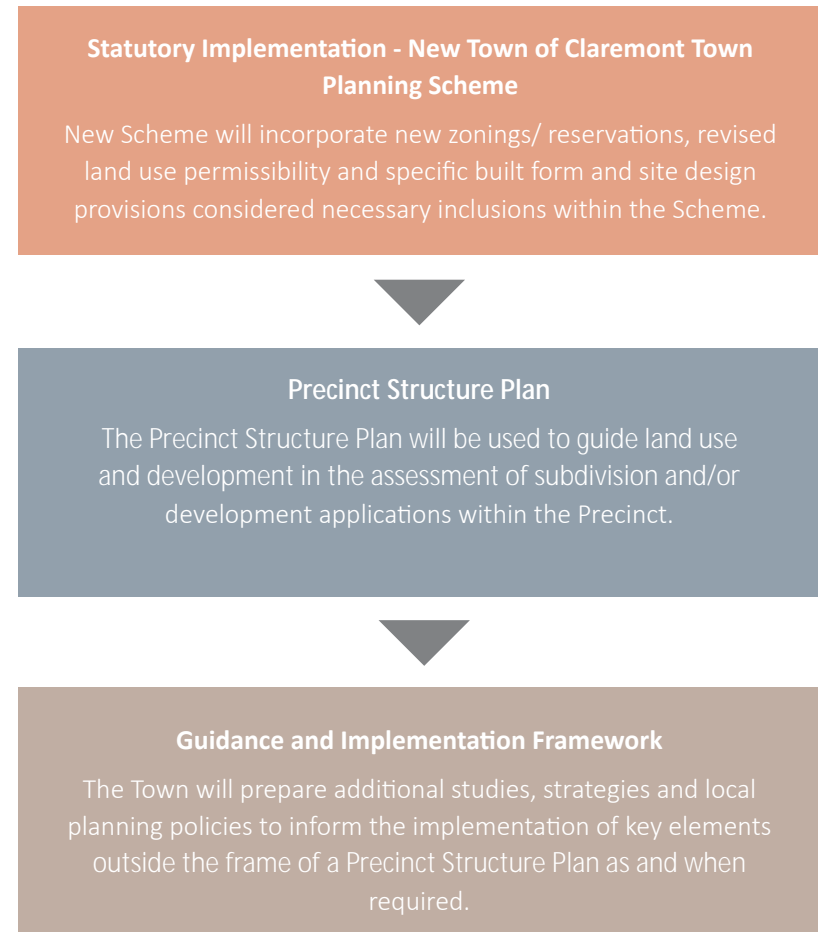 Statutory Implementation - New Town of Claremont Town
Planning Scheme
New Scheme will incorporate new zonings/ reservations, revised
land use permissibility and specific built form and site design
provisions considered necessary inclusions within the Scheme.
Precinct Structure Plan
The Precinct Structure Plan will be used to guide land use
and development in the assessment of subdivision and/or
development applications within the Precinct.
Guidance and Implementation Framework
The Town will prepare additional studies, strategies and local
planning policies to inform the implementation of key elements
outside the frame of a Precinct Structure Plan as and when
required.